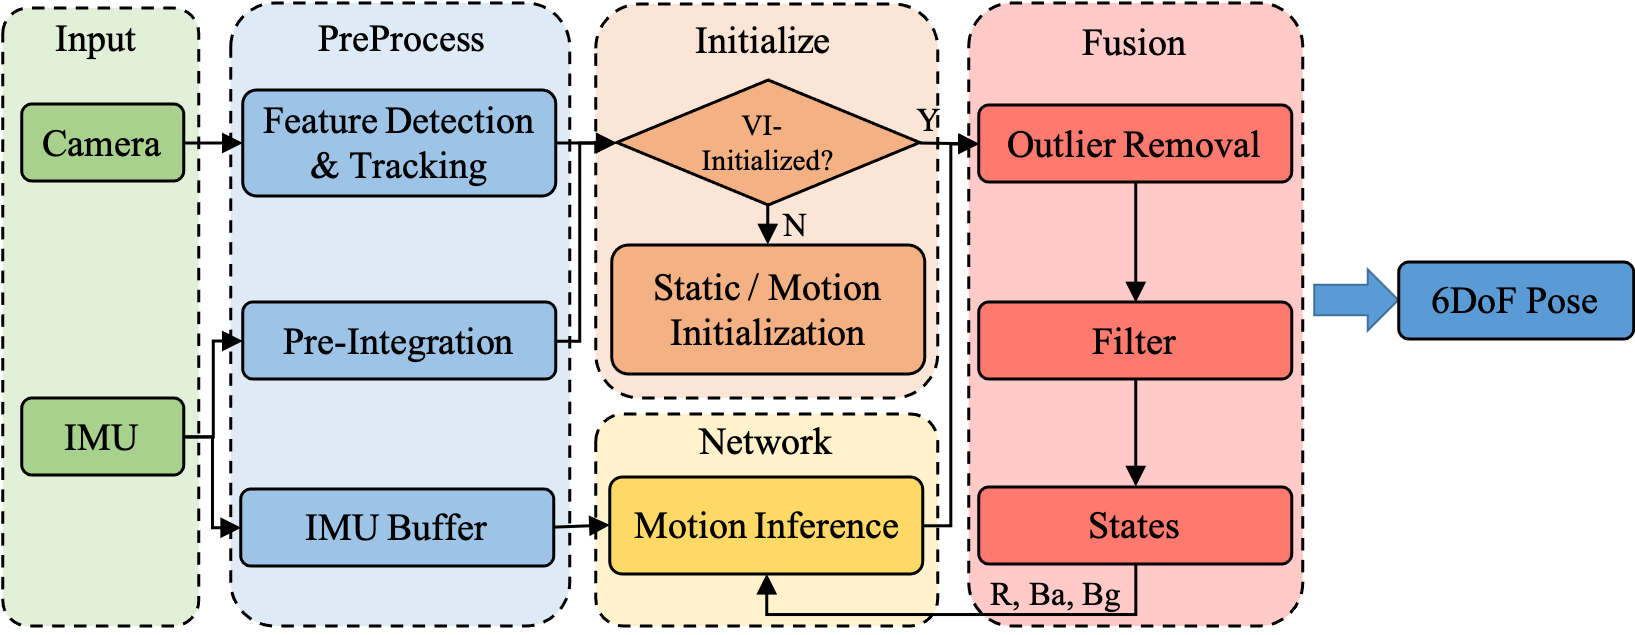 Input
Camera
IMU
PreProcess
Feature Detection
& Tracking
Pre-Integration
IMU Buffer
Initialize
VI-
Initialized?
Y
N
Static / Motion
Initialization
Network
Motion Inference
Fusion
Outlier Removal
Filter
States
R, Ba, Bg
6DoF Pose